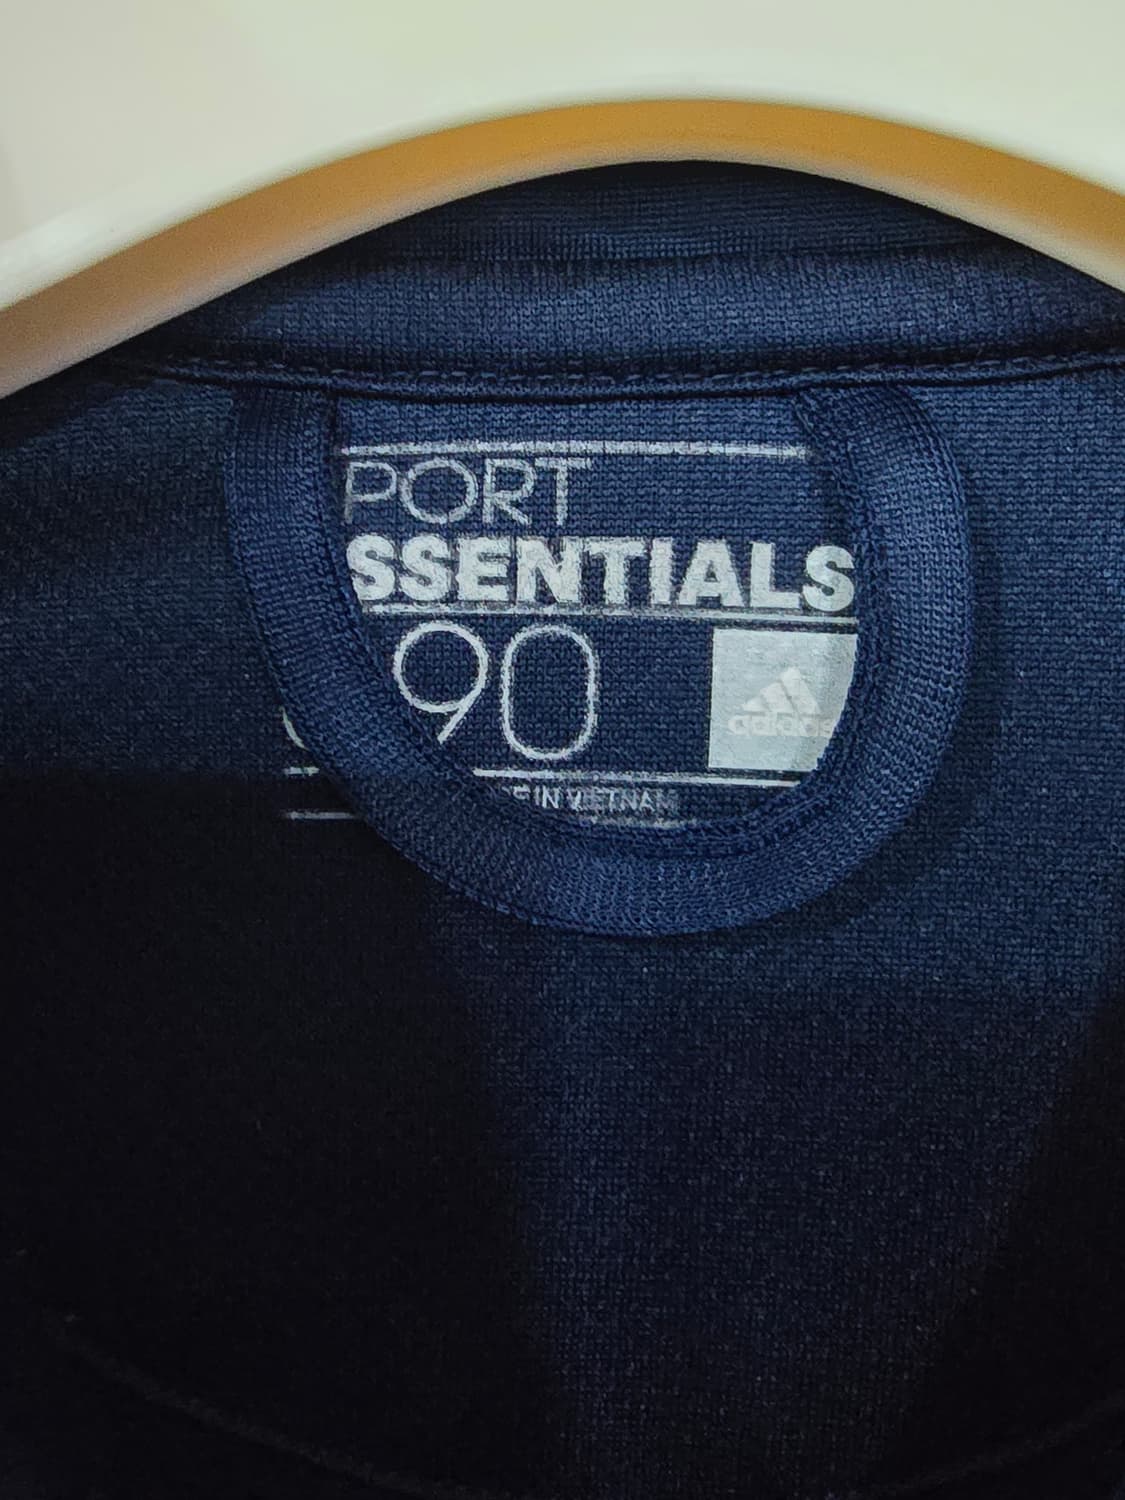 PORT
SSENTIALS
90
adidas
E IN VIETNAM